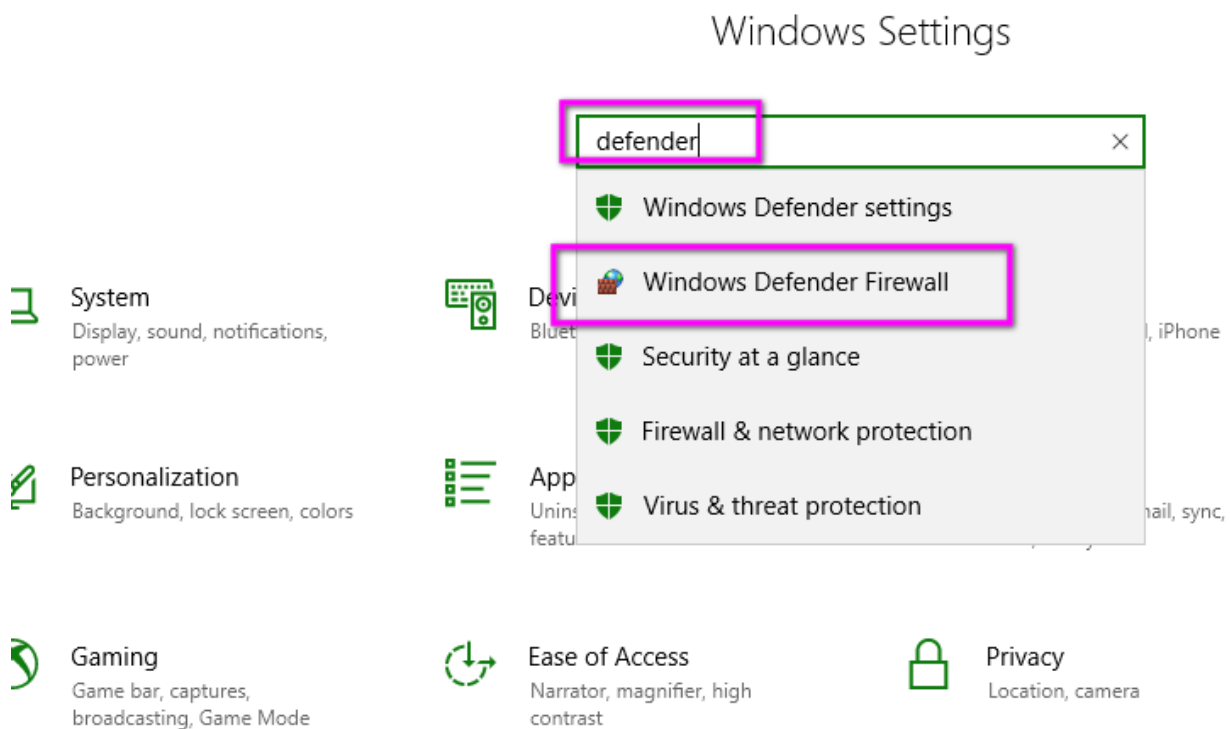 Windows Settings
defender
Windows Defender settings
Windows Defender Firewall
Security at a glance
Firewall & network protection
Virus & threat protection
System
Display, sound, notifications,
power
iPhone
Personalization
Background, lock screen, colors
sync,
Gaming
Game bar, captures,
broadcasting, Game Mode
Ease of Access
Narrator, magnifier, high
contrast
Privacy
Location, camera